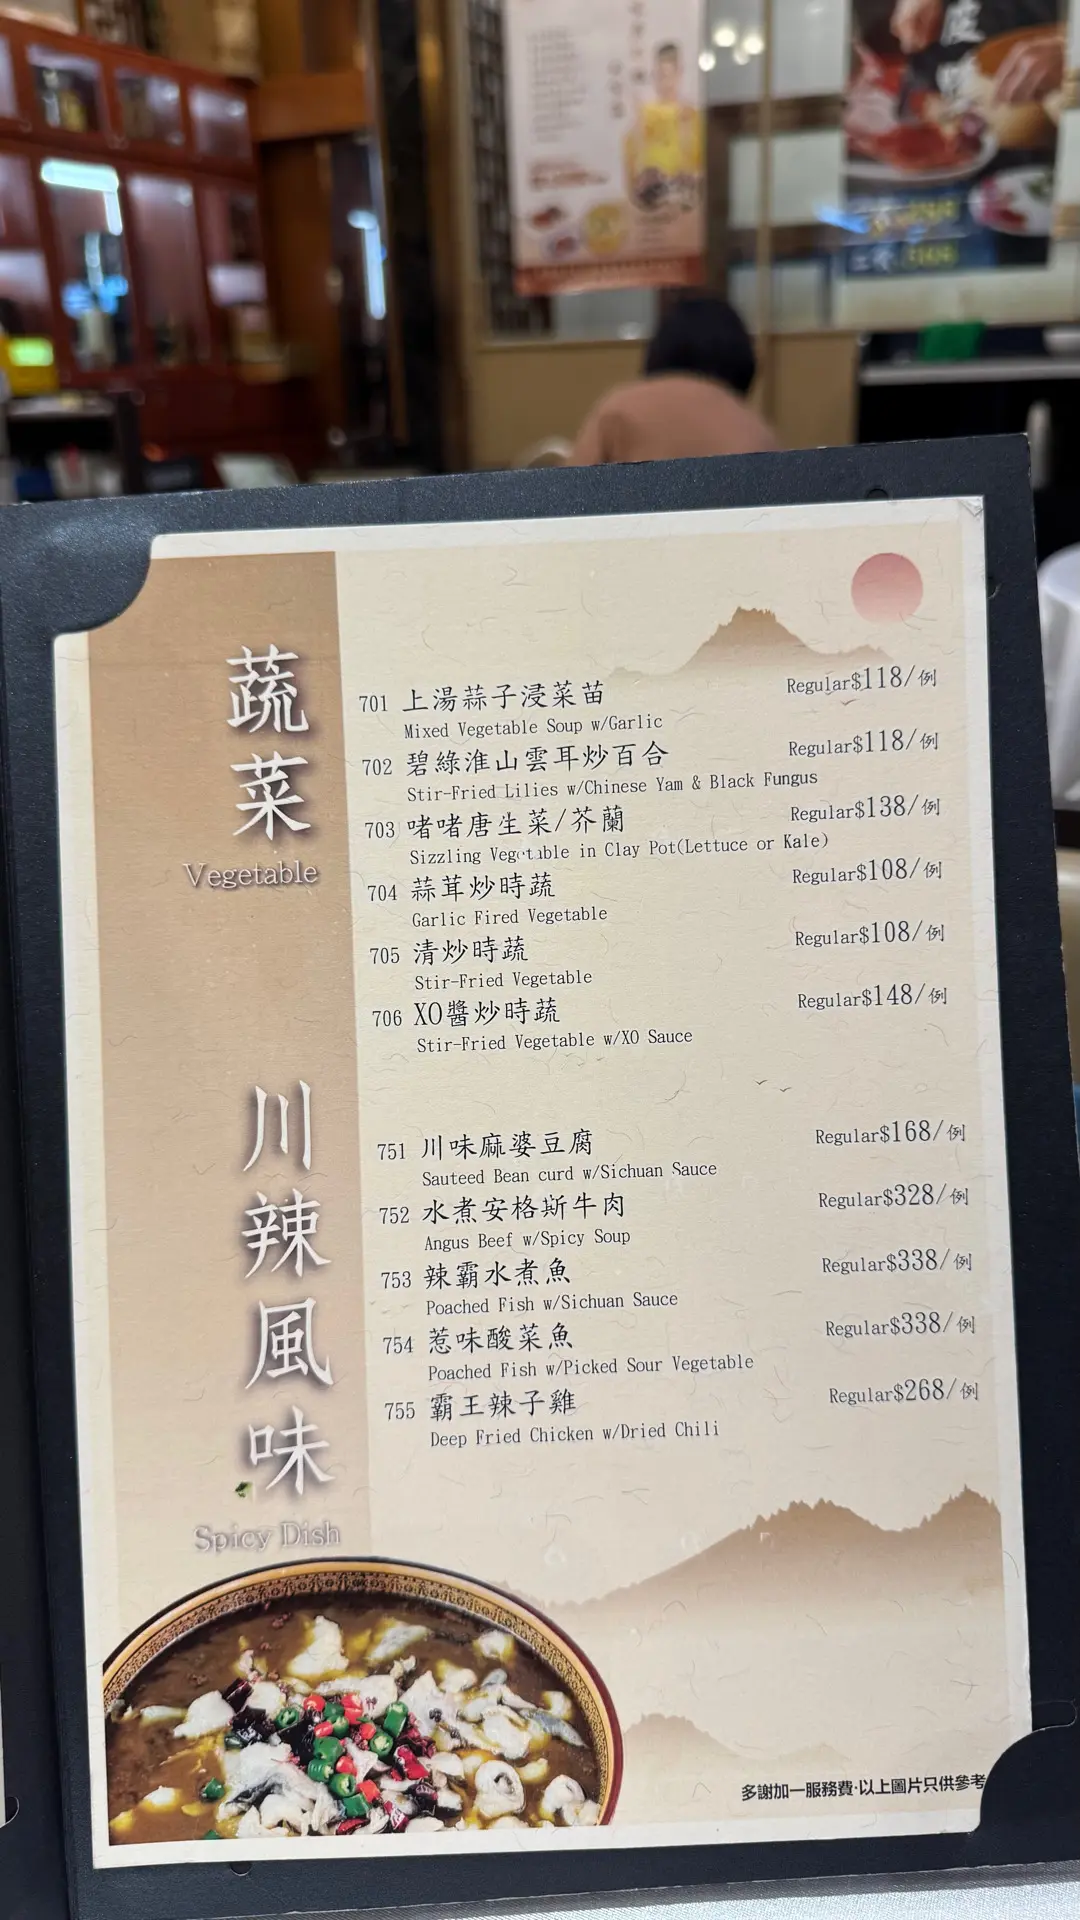 蔬菜
Vegetable
701 上湯蒜子浸菜苗 Regular$118/例
Mixed Vegetable Soup w/Garlic
702 碧綠淮山雲耳炒百合 Regular$118/例
Stir-Fried Lilies w/Chinese Yam & Black Fungus
703 啫啫唐生菜/芥蘭 Regular$138/例
Sizzling Vegetable in Clay Pot(Lettuce or Kale)
704 蒜茸炒時蔬 Regular$108/例
Garlic Fired Vegetable
705 清炒時蔬 Regular$108/例
Stir-Fried Vegetable
706 XO醬炒時蔬 Regular$148/例
Stir-Fried Vegetable w/XO Sauce
川辣風味
Spicy Dish
751 川味麻婆豆腐 Regular$168/例
Sauteed Bean curd w/Sichuan Sauce
752 水煮安格斯牛肉 Regular$328/例
Angus Beef w/Spicy Soup
753 辣霸水煮魚 Regular$338/例
Poached Fish w/Sichuan Sauce
754 惹味酸菜魚 Regular$338/例
Poached Fish w/Picked Sour Vegetable
755 霸王辣子雞 Regular$268/例
Deep Fried Chicken w/Dried Chili
多謝加一服務費·以上圖片只供參考